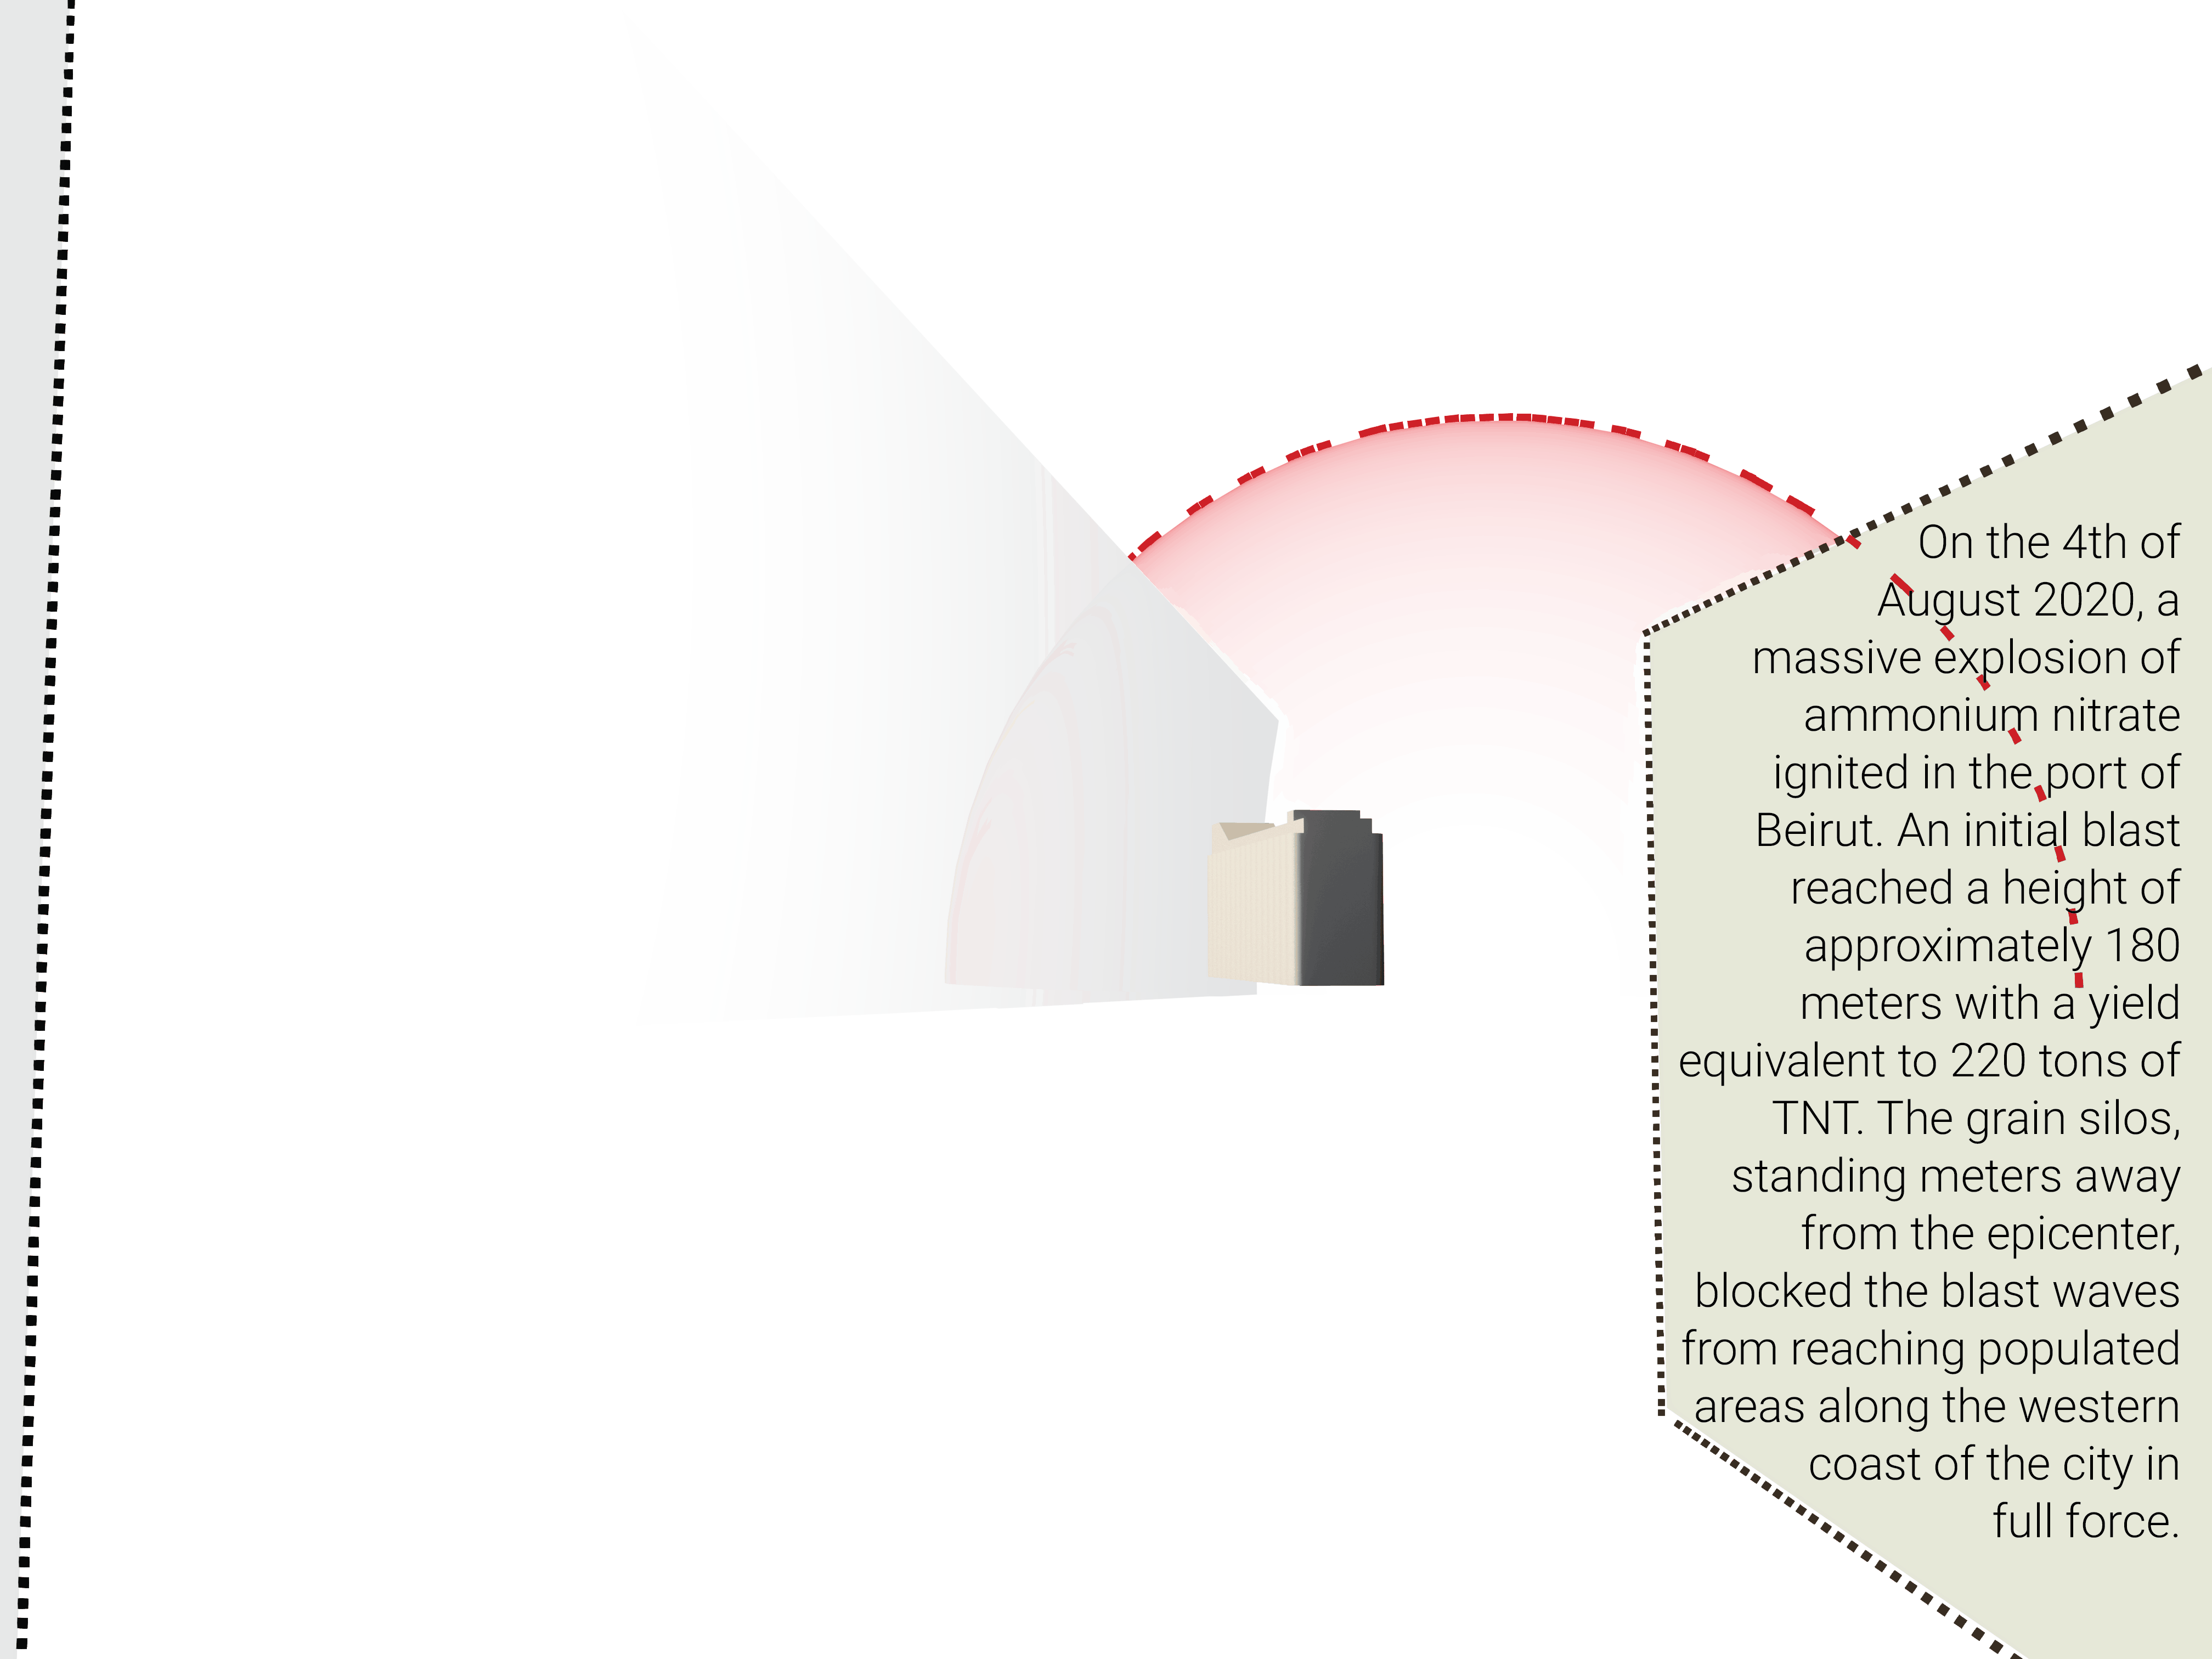 On the 4th of
August 2020, a
massive explosion of
ammonium nitrate
ignited in the port of
Beirut. An initial blast
reached a height of
approximately 180
meters with a yield
equivalent to 220 tons of
TNT. The grain silos,
standing meters away
from the epicenter,
blocked the blast waves
from reaching populated
areas along the western
coast of the city in
full force.